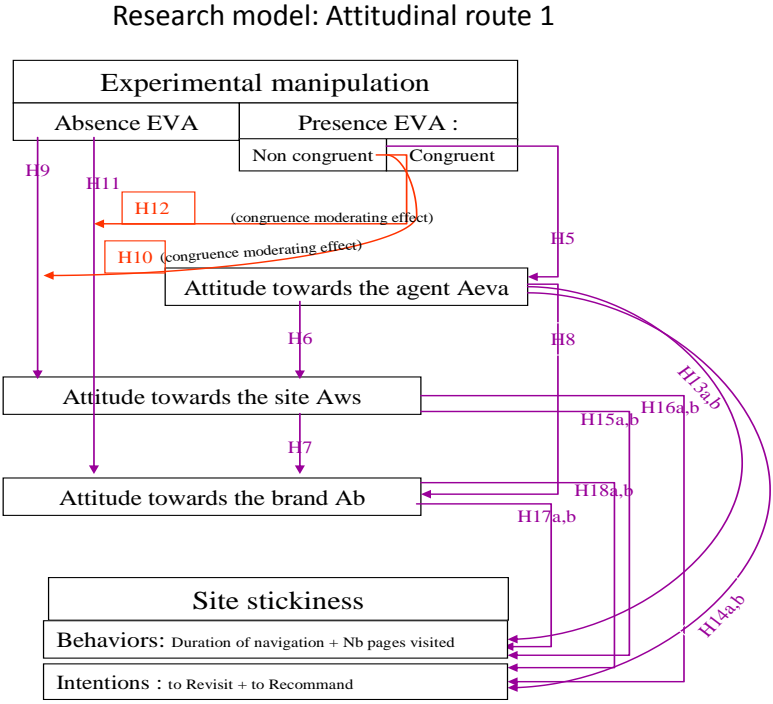 Research model: Attitudinal route 1
Experimental manipulation
Absence EVA
Presence EVA :
Non congruent
Congruent
H9
H11
H12
(congruence moderating effect)
H10
(congruence moderating effect)
H5
Attitude towards the agent Aeva
H6
H8
H13a,b
Attitude towards the site Aws
H16a,b
H15a,b
H7
Attitude towards the brand Ab
H18a,b
H17a,b
Site stickiness
H14a,b
Behaviors: Duration of navigation + Nb pages visited
Intentions : to Revisit + to Recommand